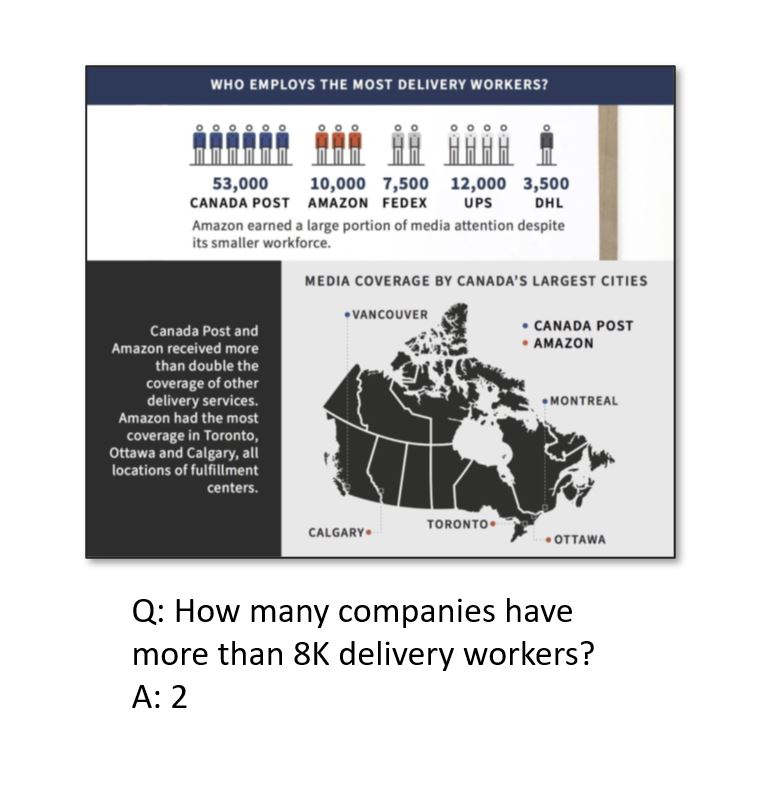 WHO EMPLOYS THE MOST DELIVERY WORKERS?
53,000 10,000 7,500 12,000 3,500
CANADA POST AMAZON FEDEX UPS DHL
Amazon earned a large portion of media attention despite
its smaller workforce.
Canada Post and
Amazon received more
than double the
coverage of other
delivery services.
Amazon had the most
coverage in Toronto,
Ottawa and Calgary, all
locations of fulfillment
centers.
MEDIA COVERAGE BY CANADA'S LARGEST CITIES
VANCOUVER
CANADA POST
AMAZON
MONTREAL
CALGARY
TORONTO
OTTAWA
Q: How many companies have
more than 8K delivery workers?
A: 2